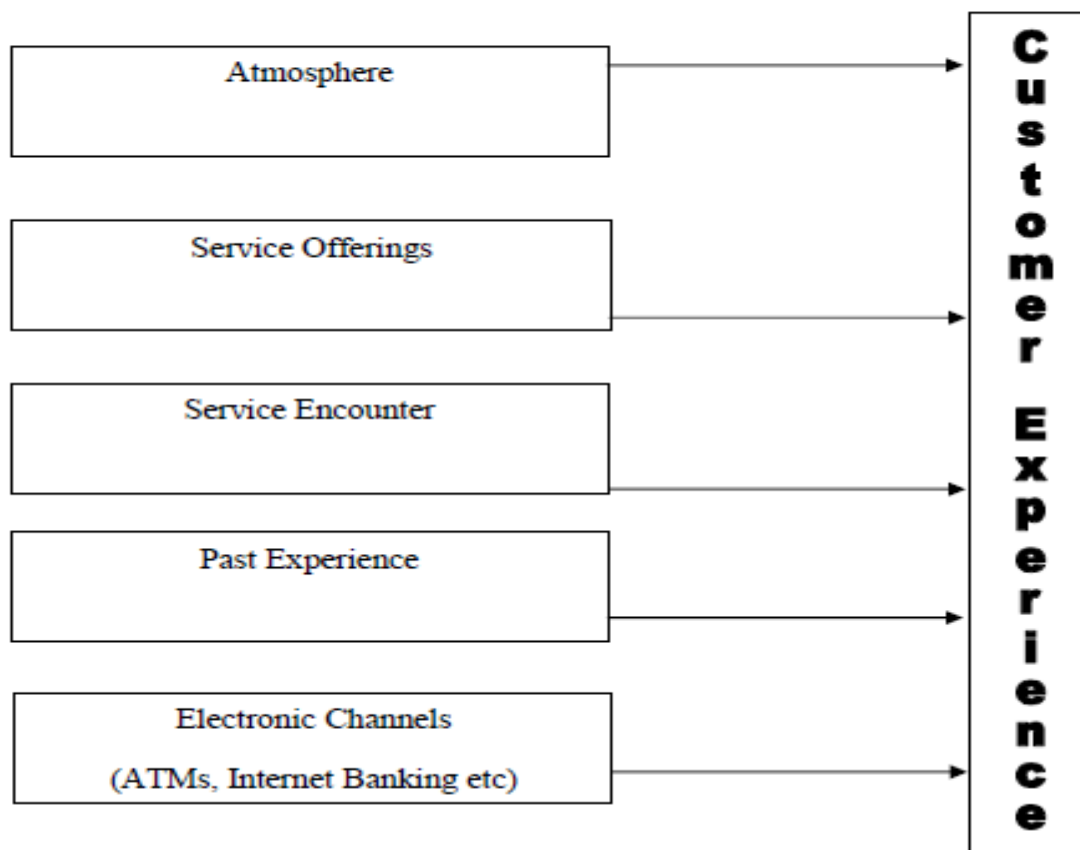 Atmosphere
Service Offerings
Service Encounter
Past Experience
Electronic Channels
(ATMs, Internet Banking etc)
Customer Experience